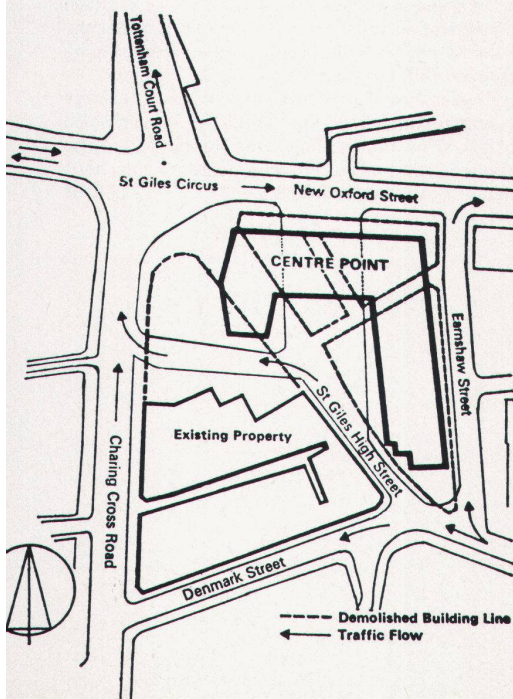 Tottenham Court Road
St Giles Circus
New Oxford Street
CENTRE POINT
Earnshaw Street
St Giles High Street
Existing Property
Charing Cross Road
Denmark Street
Demolished Building Line
Traffic Flow